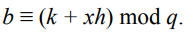 b ≡ (k + xh) mod q.